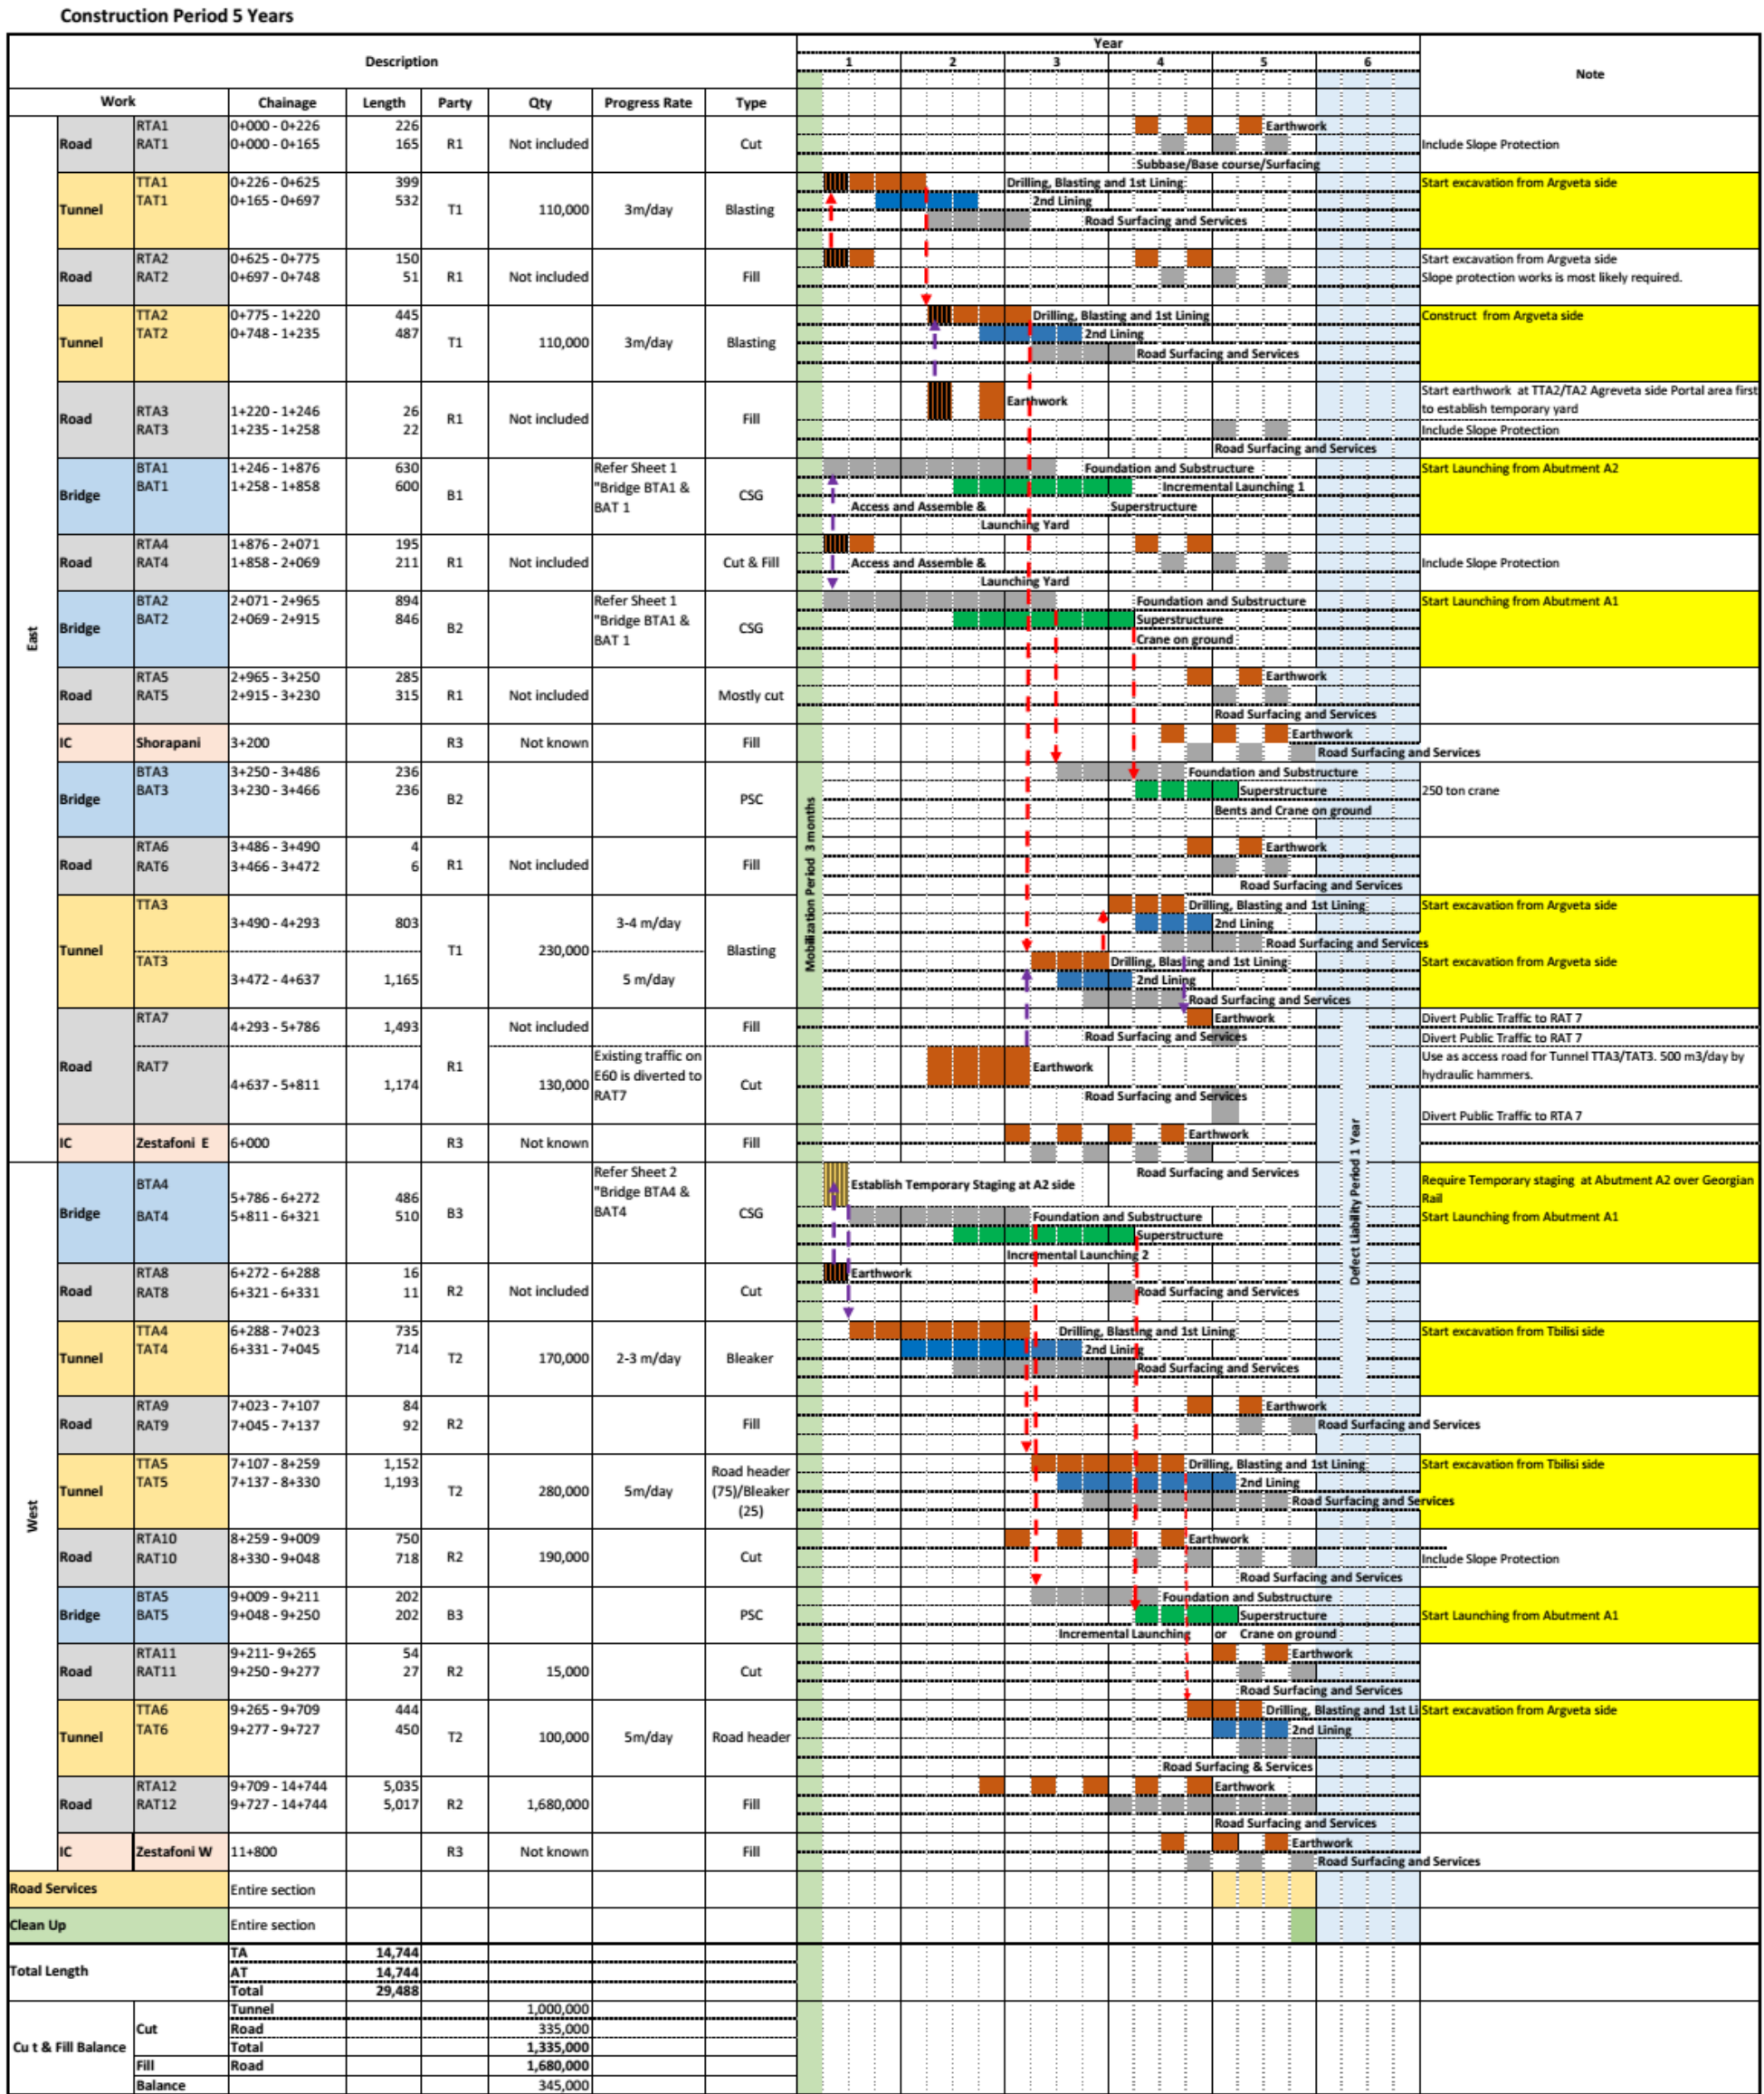 Construction Period 5 Years
Description
Year
Note
1 2 3 4 5 6
Work Chainage Length Party Qty Progress Rate Type
Mobilization Period 3 months
Defect Liability Period 1 Year
East
Road
RTA1 0+000 - 0+226 226 Earthwork
RAT1 0+000 - 0+165 165 R1 Not included Cut Include Slope Protection
Subbase/Base course/Surfacing
Tunnel
TTA1 0+226 - 0+625 399 Drilling, Blasting and 1st Lining Start excavation from Argveta side
TAT1 0+165 - 0+697 532 2nd Lining
T1 110,000 3m/day Blasting
Road Surfacing and Services
Road
RTA2 0+625 - 0+775 150 Start excavation from Argveta side
RAT2 0+697 - 0+748 51 R1 Not included Fill Slope protection works is most likely required.
Tunnel
TTA2 0+775 - 1+220 445 Drilling, Blasting and 1st Lining Construct from Argveta side
TAT2 0+748 - 1+235 487 2nd Lining
T1 110,000 3m/day Blasting
Road Surfacing and Services
Road
Start earthwork at TTA2/TA2 Agreveta side Portal area first
RTA3 1+220 - 1+246 26 Earthwork to establish temporary yard
RAT3 1+235 - 1+258 22 R1 Not included Fill Include Slope Protection
Road Surfacing and Services
Bridge
BTA1 1+246 - 1+876 630 Refer Sheet 1 Foundation and Substructure Start Launching from Abutment A2
BAT1 1+258 - 1+858 600 "Bridge BTA1 & Incremental Launching 1
B1 BAT 1 CSG
Access and Assemble & Superstructure
Launching Yard
Road
RTA4 1+876 - 2+071 195
RAT4 1+858 - 2+069 211 R1 Not included Cut & Fill Access and Assemble & Include Slope Protection
Launching Yard
Bridge
BTA2 2+071 - 2+965 894 Refer Sheet 1 Foundation and Substructure Start Launching from Abutment A1
BAT2 2+069 - 2+915 846 "Bridge BTA1 & Superstructure
B2 BAT 1 CSG
Crane on ground
Road
RTA5 2+965 - 3+250 285 Earthwork
RAT5 2+915 - 3+230 315 R1 Not included Mostly cut
Road Surfacing and Services
IC Shorapani 3+200 R3 Not known Fill Earthwork
Road Surfacing and Services
Bridge
BTA3 3+250 - 3+486 236 Foundation and Substructure
BAT3 3+230 - 3+466 236 B2 PSC Superstructure 250 ton crane
Bents and Crane on ground
Road
RTA6 3+486 - 3+490 4 Earthwork
RAT6 3+466 - 3+472 6 R1 Not included Fill
Road Surfacing and Services
Tunnel
TTA3 Drilling, Blasting and 1st Lining Start excavation from Argveta side
3+490 - 4+293 803 3-4 m/day 2nd Lining
Road Surfacing and Services
T1 230,000 Blasting
TAT3 Drilling, Blasting and 1st Lining Start excavation from Argveta side
3+472 - 4+637 1,165 5 m/day 2nd Lining
Road Surfacing and Services
Road
RTA7 4+293 - 5+786 1,493 Not included Fill Earthwork Divert Public Traffic to RAT 7
Road Surfacing and Services Divert Public Traffic to RAT 7
R1
RAT7 Existing traffic on Use as access road for Tunnel TTA3/TAT3. 500 m3/day by
4+637 - 5+811 1,174 130,000 E60 is diverted to Cut Earthwork hydraulic hammers.
RAT7
Road Surfacing and Services
Divert Public Traffic to RTA 7
IC Zestafoni E 6+000 R3 Not known Fill Earthwork
Road Surfacing and Services
West
Bridge
BTA4 5+786 - 6+272 486 Refer Sheet 2 Establish Temporary Staging at A2 side Require Temporary staging at Abutment A2 over Georgian
"Bridge BTA4 & Rail
BAT4 5+811 - 6+321 510 B3 BAT4 CSG Foundation and Substructure Start Launching from Abutment A1
Superstructure
Incremental Launching 2
Road
RTA8 6+272 - 6+288 16 Earthwork
RAT8 6+321 - 6+331 11 R2 Not included Cut Road Surfacing and Services
Tunnel
TTA4 6+288 - 7+023 735 Drilling, Blasting and 1st Lining Start excavation from Tbilisi side
TAT4 6+331 - 7+045 714 2nd Lining
T2 170,000 2-3 m/day Bleaker
Road Surfacing and Services
Road
RTA9 7+023 - 7+107 84 Earthwork
RAT9 7+045 - 7+137 92 R2 Fill Road Surfacing and Services
Tunnel
TTA5 7+107 - 8+259 1,152 Drilling, Blasting and 1st Lining Start excavation from Tbilisi side
TAT5 7+137 - 8+330 1,193 2nd Lining
T2 280,000 5m/day Road header
(75)/Bleaker
(25)
Road Surfacing and Services
Road
RTA10 8+259 - 9+009 750 Earthwork
RAT10 8+330 - 9+048 718 R2 190,000 Cut Include Slope Protection
Road Surfacing and Services
Bridge
BTA5 9+009 - 9+211 202 Foundation and Substructure
BAT5 9+048 - 9+250 202 B3 PSC Superstructure Start Launching from Abutment A1
Incremental Launching or Crane on ground
Road
RTA11 9+211- 9+265 54 Earthwork
RAT11 9+250 - 9+277 27 R2 15,000 Cut
Road Surfacing and Services
Tunnel
TTA6 9+265 - 9+709 444 Drilling, Blasting and 1st Li Start excavation from Argveta side
TAT6 9+277 - 9+727 450 2nd Lining
T2 100,000 5m/day Road header
Road Surfacing & Services
Road
RTA12 9+709 - 14+744 5,035 Earthwork
RAT12 9+727 - 14+744 5,017 R2 1,680,000 Fill
Road Surfacing and Services
IC Zestafoni W 11+800 R3 Not known Fill Earthwork
Road Surfacing and Services
Road Services Entire section
Clean Up Entire section
Total Length
TA 14,744
AT 14,744
Total 29,488
Cu t & Fill Balance
Cut
Tunnel 1,000,000
Road 335,000
Total 1,335,000
Fill Road 1,680,000
Balance 345,000